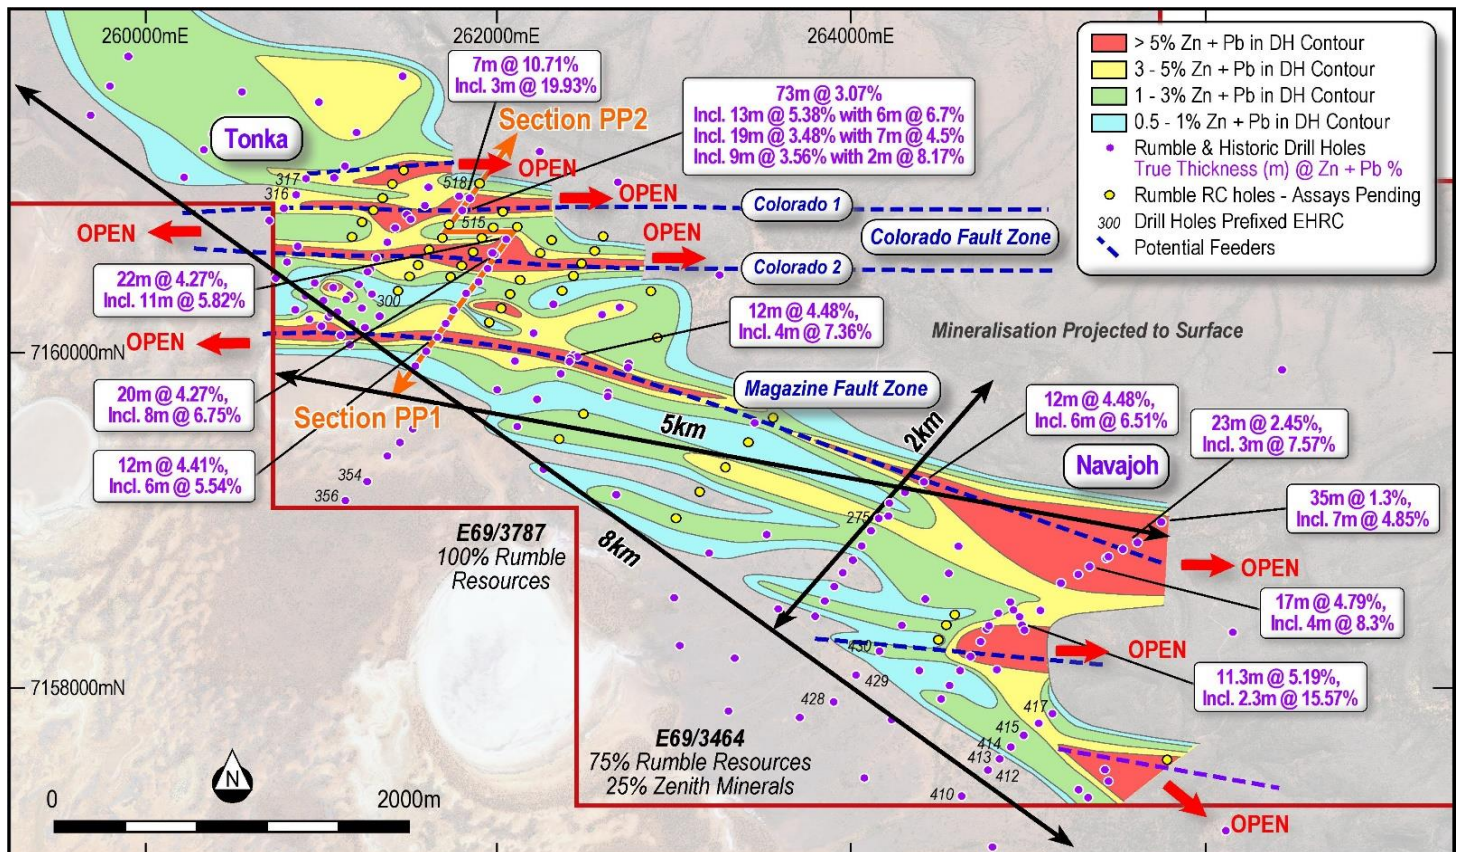 260000mE
262000mE
264000mE
> 5% Zn + Pb in DH Contour
3 - 5% Zn + Pb in DH Contour
1 - 3% Zn + Pb in DH Contour
0.5 - 1% Zn + Pb in DH Contour
Rumble & Historic Drill Holes
True Thickness (m) @ Zn + Pb %
Rumble RC holes - Assays Pending
300 Drill Holes Prefixed EHRC
Potential Feeders
7m @ 10.71%
Incl. 3m @ 19.93%
73m @ 3.07%
Incl. 13m @ 5.38% with 6m @ 6.7%
Incl. 19m @ 3.48% with 7m @ 4.5%
Incl. 9m @ 3.56% with 2m @ 8.17%
Section PP2
Tonka
OPEN
317
518
316
OPEN
Colorado 1
515
OPEN
OPEN
Colorado Fault Zone
Colorado 2
22m @ 4.27%,
Incl. 11m @ 5.82%
300
12m @ 4.48%,
Incl. 4m @ 7.36%
Mineralisation Projected to Surface
OPEN
7160000mN
20m @ 4.27%,
Incl. 8m @ 6.75%
Section PP1
Magazine Fault Zone
12m @ 4.48%,
Incl. 6m @ 6.51%
23m @ 2.45%,
Incl. 3m @ 7.57%
5km
2km
Navajoh
12m @ 4.41%,
Incl. 6m @ 5.54%
354
356
35m @ 1.3%,
Incl. 7m @ 4.85%
275
E69/3787
100% Rumble
Resources
8km
OPEN
17m @ 4.79%,
Incl. 4m @ 8.3%
430
OPEN
429
11.3m @ 5.19%,
Incl. 2.3m @ 15.57%
7158000mN
428
417
415
E69/3464
75% Rumble Resources
25% Zenith Minerals
414
413
412
410
N
0
2000m
OPEN